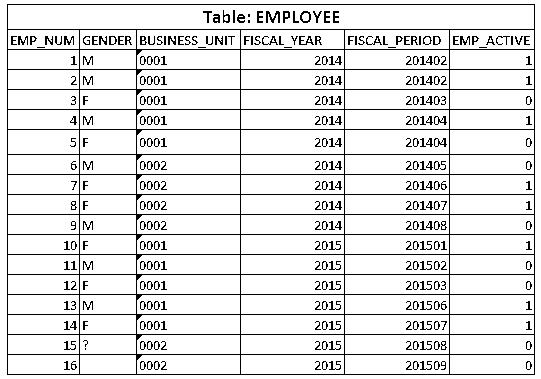 Table: EMPLOYEE
EMP_NUM GENDER BUSINESS_UNIT FISCAL_YEAR FISCAL_PERIOD EMP_ACTIVE
1 M 0001 2014 201402 1
2 M 0001 2014 201402 1
3 F 0001 2014 201403 0
4 M 0001 2014 201404 1
5 F 0001 2014 201404 0
6 M 0002 2014 201405 0
7 F 0002 2014 201406 1
8 F 0002 2014 201407 1
9 M 0002 2014 201408 0
10 F 0001 2015 201501 1
11 M 0001 2015 201502 0
12 F 0001 2015 201503 0
13 M 0001 2015 201506 1
14 F 0001 2015 201507 1
15 ? 0002 2015 201508 0
16 0002 2015 201509 0